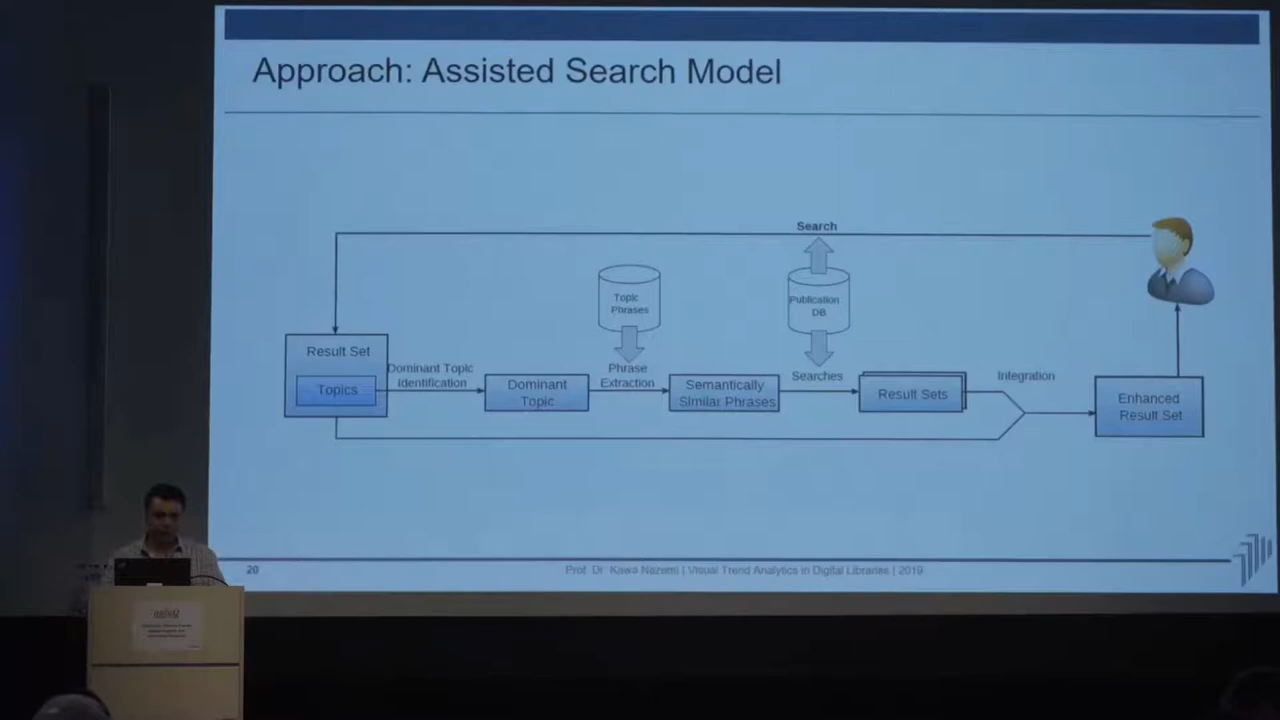 Approach: Assisted Search Model
Search
Topic
Phrases
Publication
DB
Result Set
Topics
Dominant Topic
Identification
Dominant
Topic
Phrase
Extraction
Semantically
Similar Phrases
Searches
Result Sets
Integration
Enhanced
Result Set
20
Prof. Dr. Kawa Nazemi | Visual Trend Analytics in Digital Libraries | 2019